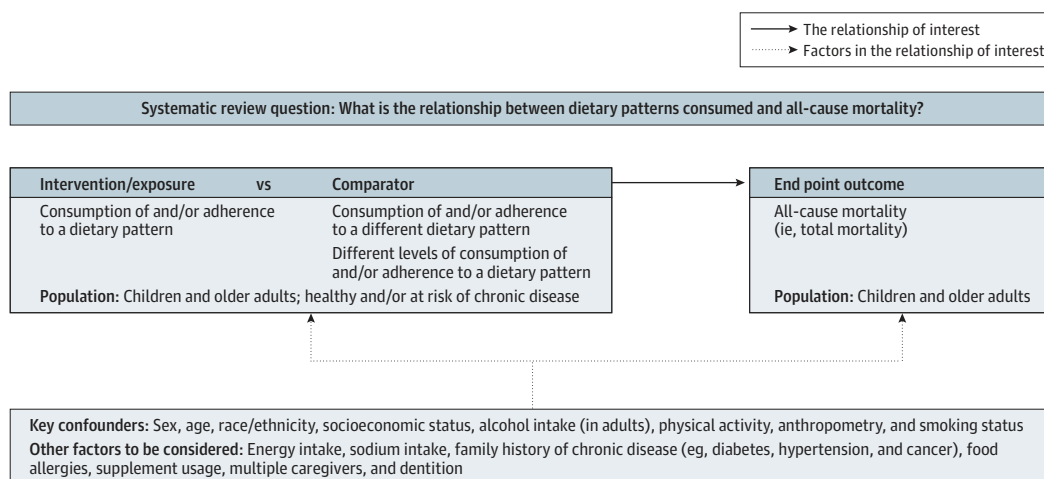 The relationship of interest
Factors in the relationship of interest
Systematic review question: What is the relationship between dietary patterns consumed and all-cause mortality?
Intervention/exposure vs Comparator
Consumption of and/or adherence
to a dietary pattern
Consumption of and/or adherence
to a different dietary pattern
Different levels of consumption of
and/or adherence to a dietary pattern
Population: Children and older adults; healthy and/or at risk of chronic disease
End point outcome
All-cause mortality
(ie, total mortality)
Population: Children and older adults
Key confounders: Sex, age, race/ethnicity, socioeconomic status, alcohol intake (in adults), physical activity, anthropometry, and smoking status
Other factors to be considered: Energy intake, sodium intake, family history of chronic disease (eg, diabetes, hypertension, and cancer), food
allergies, supplement usage, multiple caregivers, and dentition